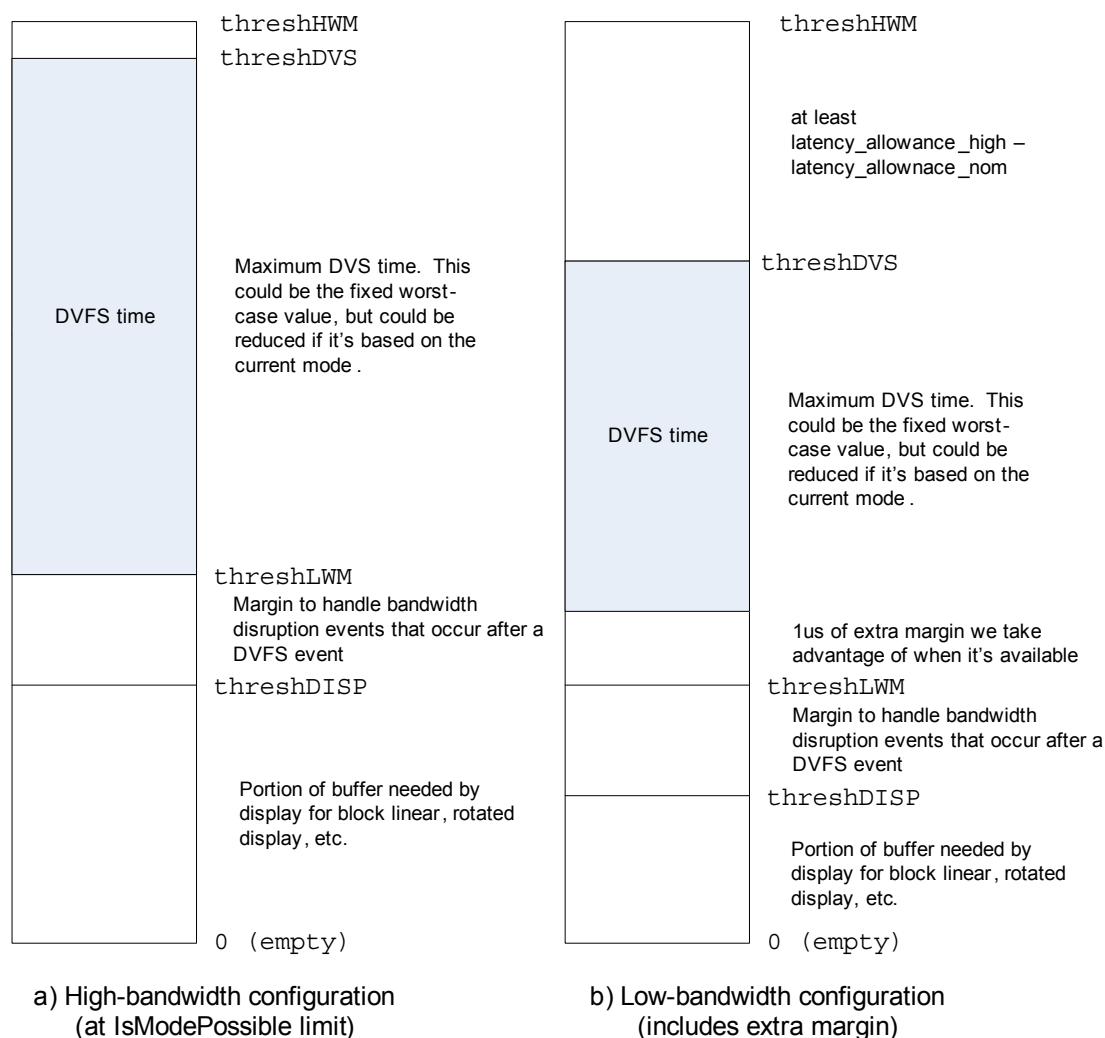 threshHWM
threshDVS
DVFS time
Maximum DVS time. This
could be the fixed worst-
case value, but could be
reduced if it's based on the
current mode .
threshLWM
Margin to handle bandwidth
disruption events that occur after a
DVFS event
threshDISP
Portion of buffer needed by
display for block linear, rotated
display, etc.
0 (empty)
a) High-bandwidth configuration
(at IsModePossible limit)
threshHWM
at least
latency_allowance_high –
latency_allownace_nom
threshDVS
DVFS time
Maximum DVS time. This
could be the fixed worst-
case value, but could be
reduced if it's based on the
current mode .
1us of extra margin we take
advantage of when it's available
threshLWM
Margin to handle bandwidth
disruption events that occur after a
DVFS event
threshDISP
Portion of buffer needed by
display for block linear, rotated
display, etc.
0 (empty)
b) Low-bandwidth configuration
(includes extra margin)